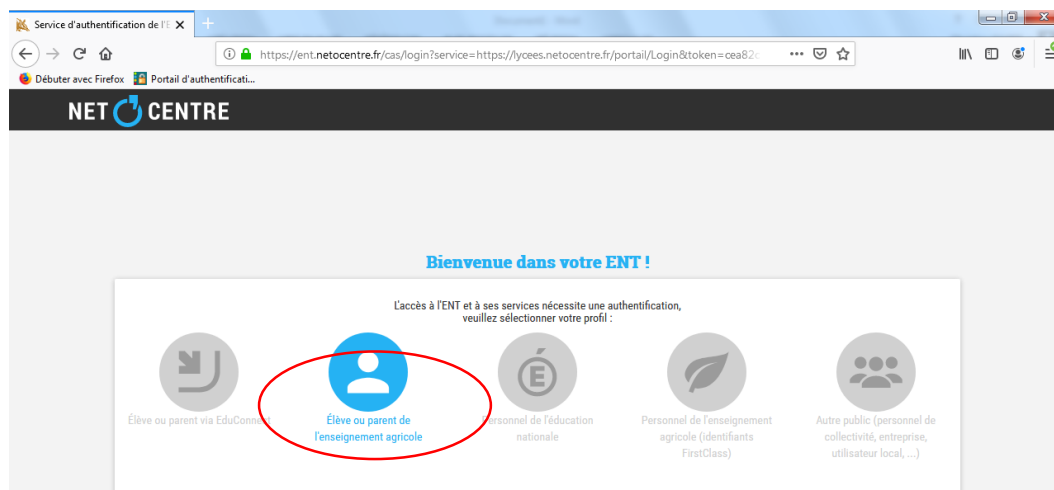 Service d'authentification de l'E
https://ent.netocentre.fr/cas/login?service=https://lycees.netocentre.fr/portail/Login&token=cea82c
Débuter avec Firefox Portail d'authentificati...
NET CENTRE
Bienvenue dans votre ENT !
L'accès à l'ENT et à ses services nécessite une authentification,
veuillez sélectionner votre profil :
É
Élève ou parent via EduConnect
Élève ou parent de
l'enseignement agricole
Personnel de l'éducation
nationale
Personnel de l'enseignement
agricole (identifiants
FirstClass)
Autre public (personnel de
collectivité, entreprise,
utilisateur local, ...)